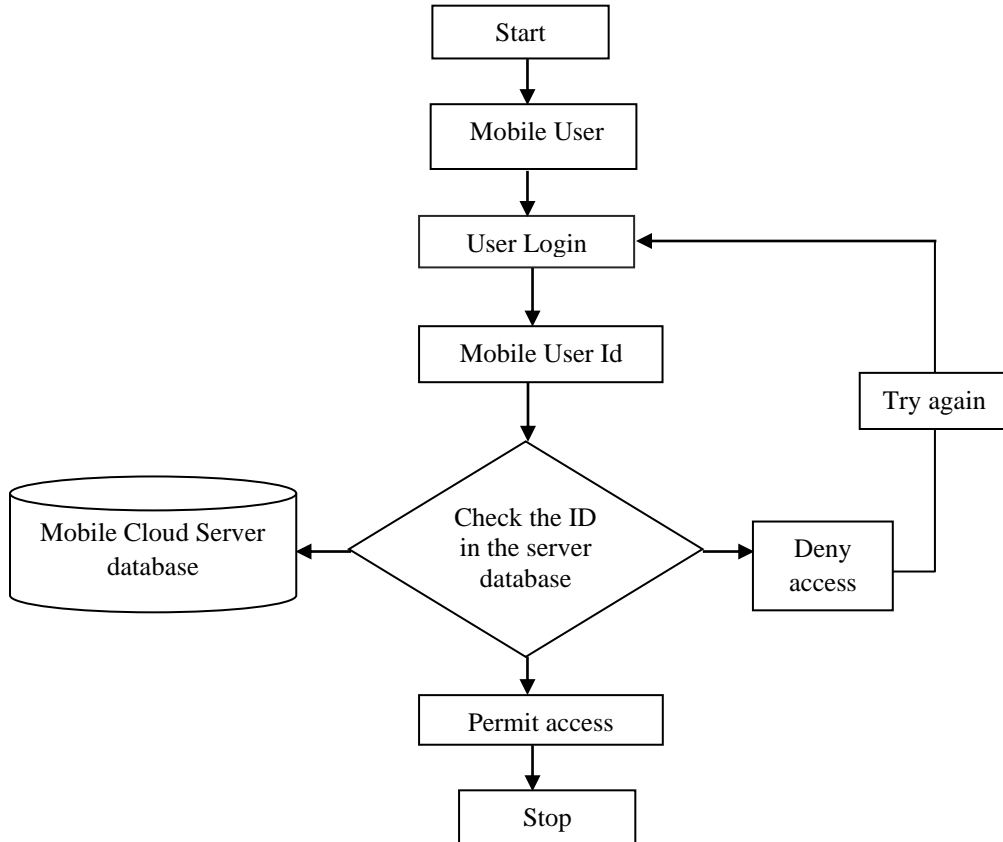 Start
Mobile User
User Login
Mobile User Id
Try again
Check the ID
in the server
database
Mobile Cloud Server
database
Deny
access
Permit access
Stop